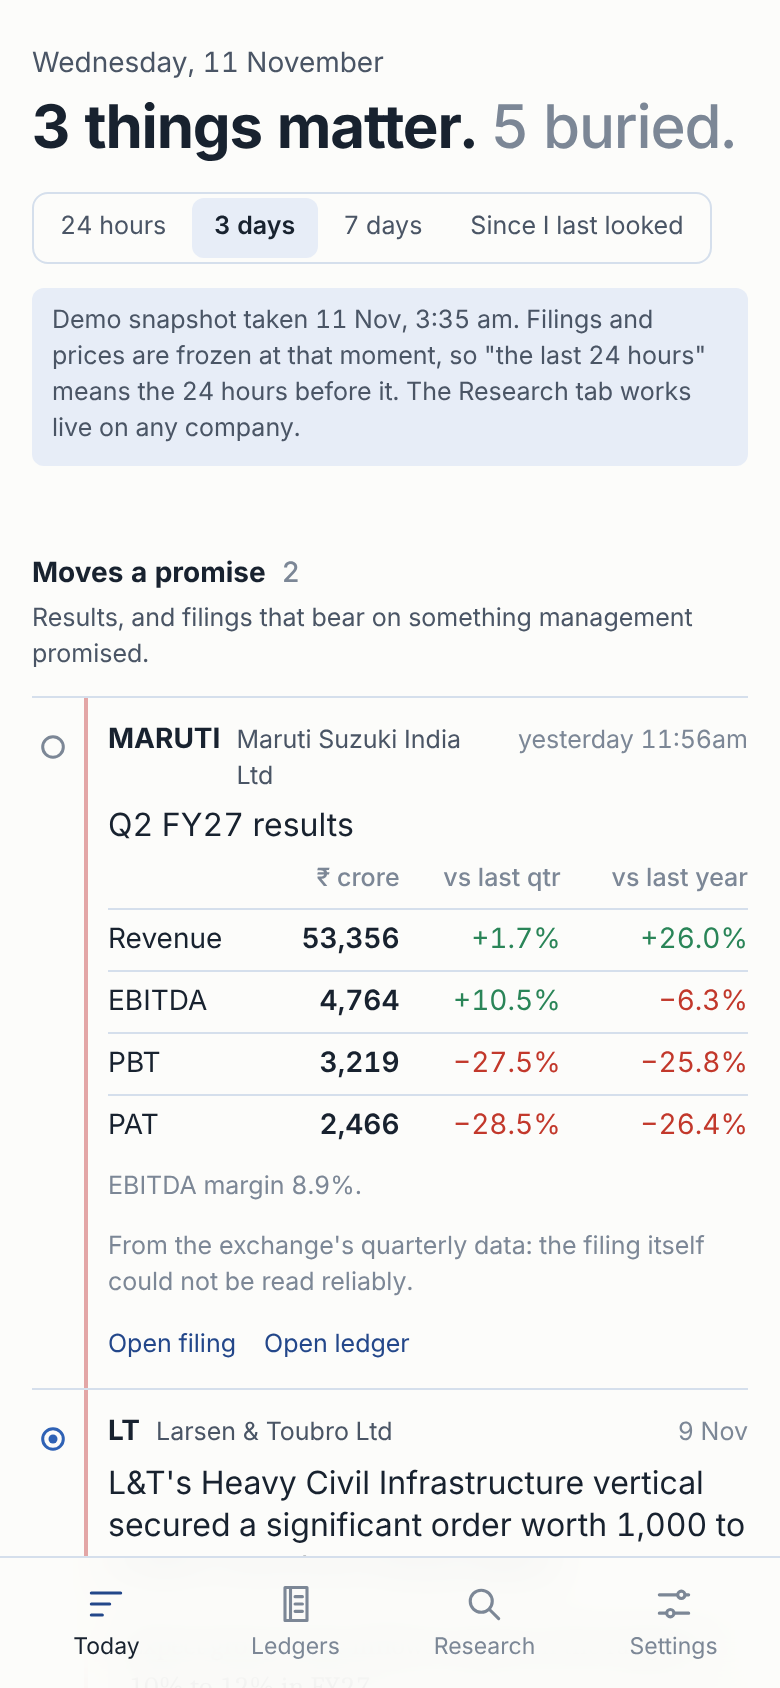 Wednesday, 11 November
3 things matter. 5 buried.
24 hours 3 days 7 days Since I last looked
Demo snapshot taken 11 Nov, 3:35 am. Filings and
prices are frozen at that moment, so "the last 24 hours"
means the 24 hours before it. The Research tab works
live on any company.
Moves a promise 2
Results, and filings that bear on something management
promised.
MARUTI Maruti Suzuki India yesterday 11:56am
Ltd
Q2 FY27 results
₹ crore vs last qtr vs last year
Revenue 53,356 +1.7% +26.0%
EBITDA 4,764 +10.5% −6.3%
PBT 3,219 −27.5% −25.8%
PAT 2,466 −28.5% −26.4%
EBITDA margin 8.9%.
From the exchange's quarterly data: the filing itself
could not be read reliably.
Open filing Open ledger
LT Larsen & Toubro Ltd 9 Nov
L&T's Heavy Civil Infrastructure vertical
secured a significant order worth 1,000 to
Today Ledgers Research Settings
10% to 12% in FY27